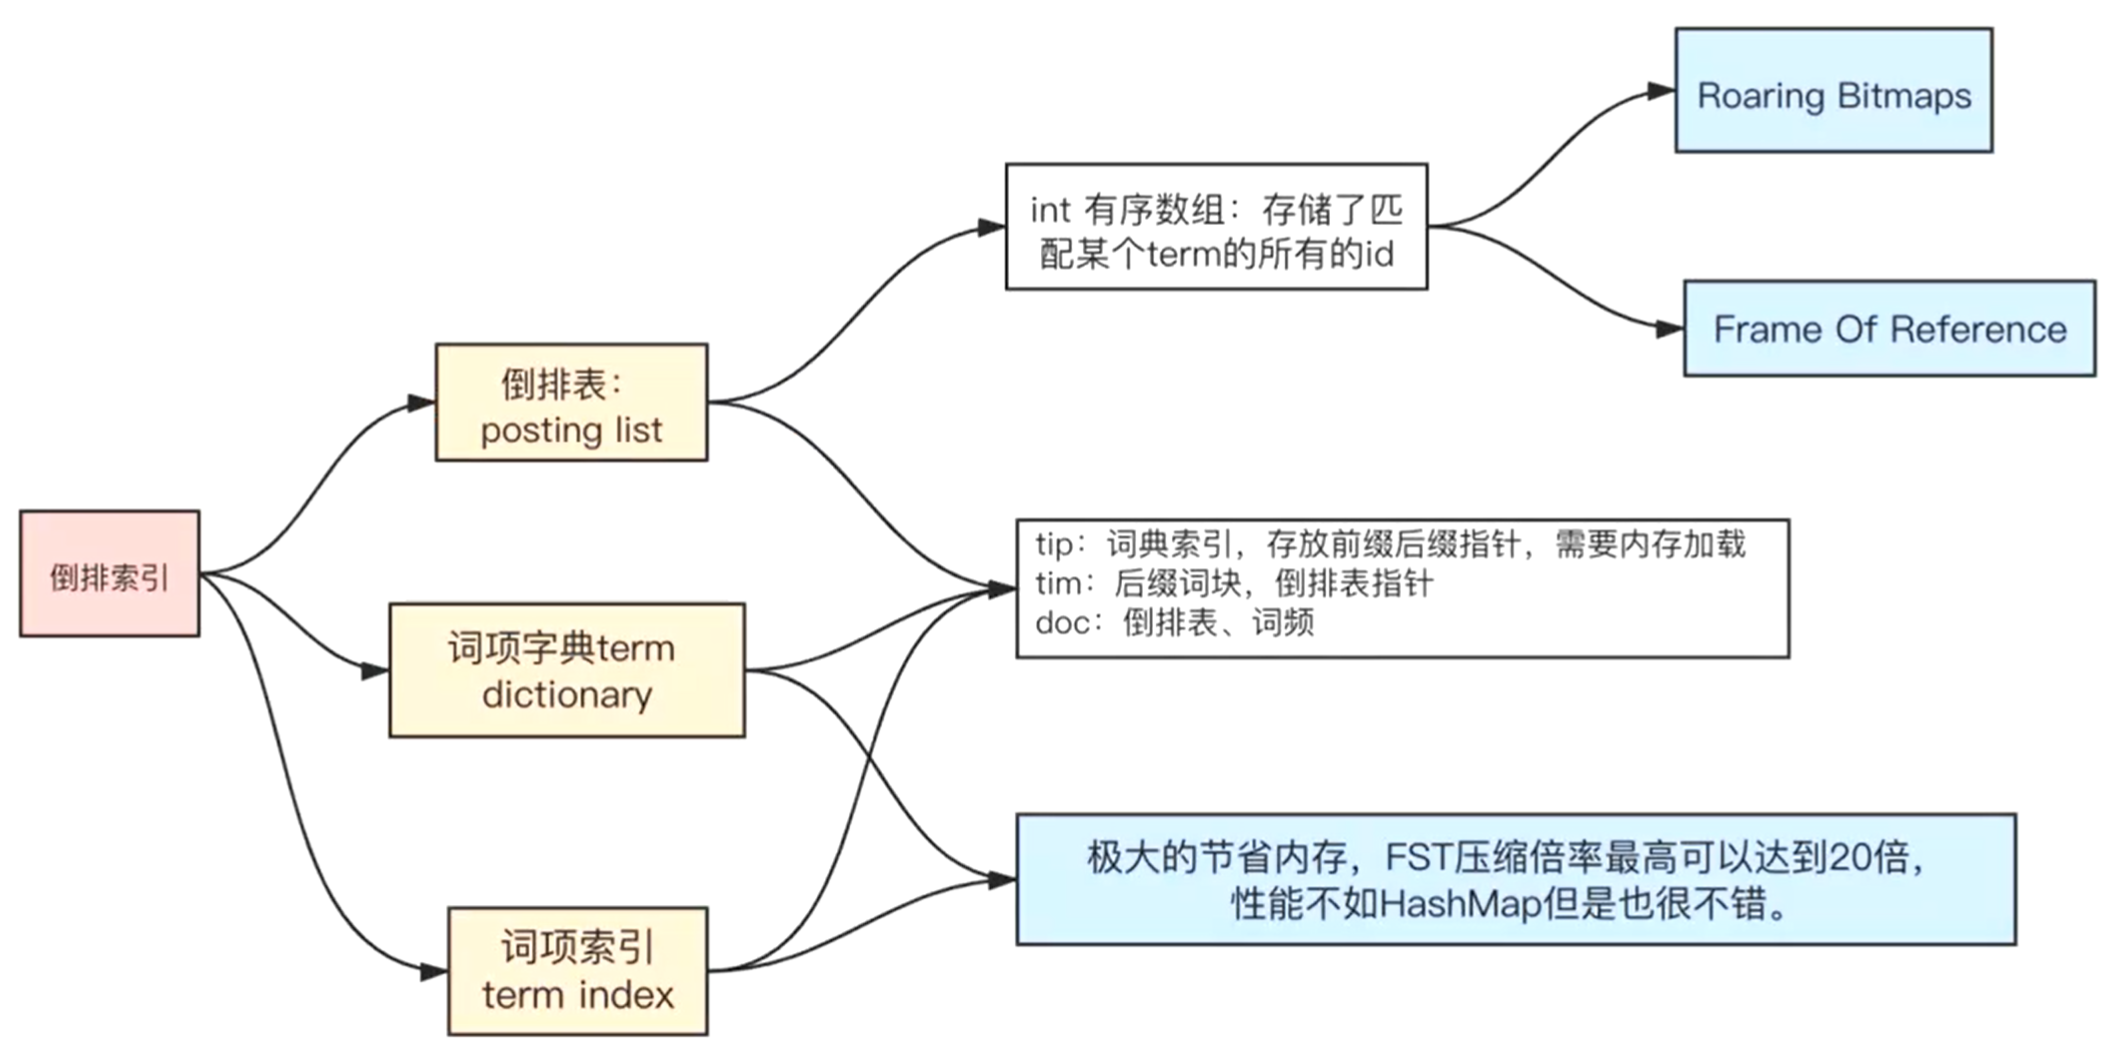 Roaring Bitmaps
int 有序数组：存储了匹
配某个term的所有的id
Frame Of Reference
倒排表：
posting list
倒排索引
tip：词典索引，存放前缀后缀指针，需要内存加载
tim：后缀词块，倒排表指针
doc：倒排表、词频
词项字典term
dictionary
极大的节省内存，FST压缩倍率最高可以达到20倍，
性能不如HashMap但是也很不错。
词项索引
term index